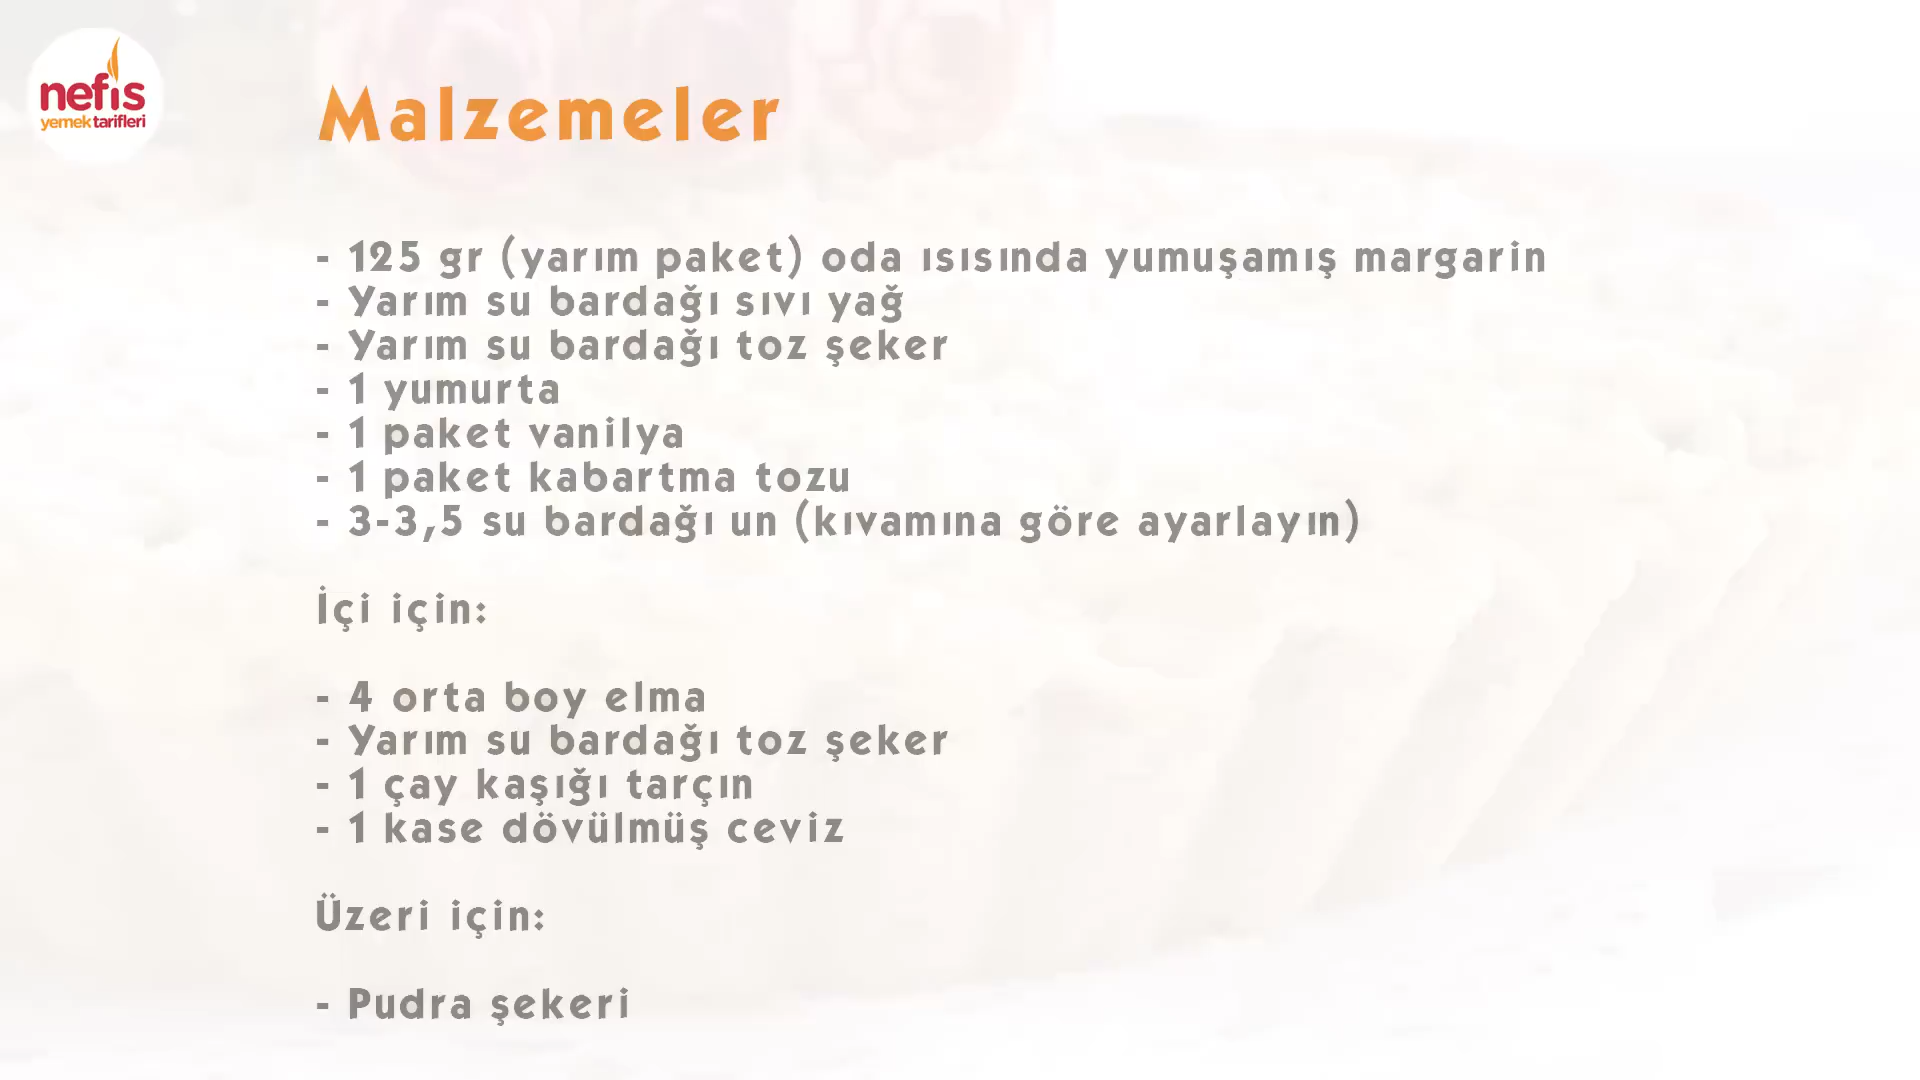 nefis
yemektarifleri
Malzemeler
- 125 gr (yarım paket) oda ısısında yumuşamış margarin
- Yarım su bardağı sıvı yağ
- Yarım su bardağı toz şeker
- 1 yumurta
- 1 paket vanilya
- 1 paket kabartma tozu
- 3-3,5 su bardağı un (kıvamına göre ayarlayın)
İçi için:
- 4 orta boy elma
- Yarım su bardağı toz şeker
- 1 çay kaşığı tarçın
- 1 kase dövülmüş ceviz
Üzeri için:
- Pudra şekeri